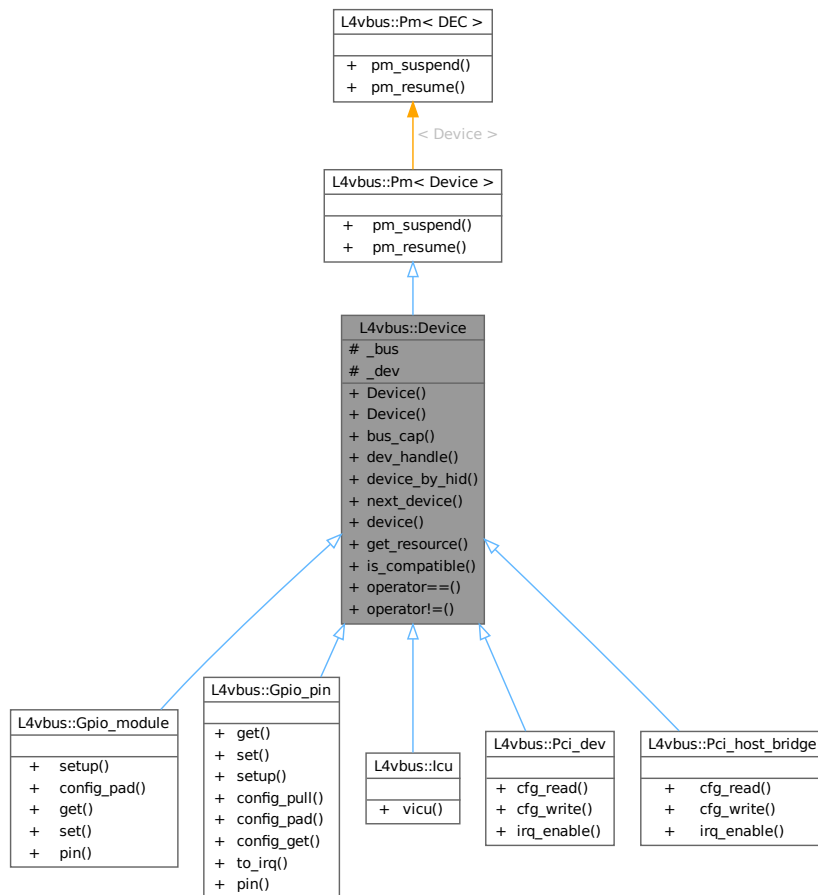 L4vbus::Pm< DEC >
+ pm_suspend()
+ pm_resume()
< Device >
L4vbus::Pm< Device >
+ pm_suspend()
+ pm_resume()
L4vbus::Device
# _bus
# _dev
+ Device()
+ Device()
+ bus_cap()
+ dev_handle()
+ device_by_hid()
+ next_device()
+ device()
+ get_resource()
+ is_compatible()
+ operator==()
+ operator!=()
L4vbus::Gpio_module
+ setup()
+ config_pad()
+ get()
+ set()
+ pin()
L4vbus::Gpio_pin
+ get()
+ set()
+ setup()
+ config_pull()
+ config_pad()
+ config_get()
+ to_irq()
+ pin()
L4vbus::Icu
+ vicu()
L4vbus::Pci_dev
+ cfg_read()
+ cfg_write()
+ irq_enable()
L4vbus::Pci_host_bridge
+ cfg_read()
+ cfg_write()
+ irq_enable()